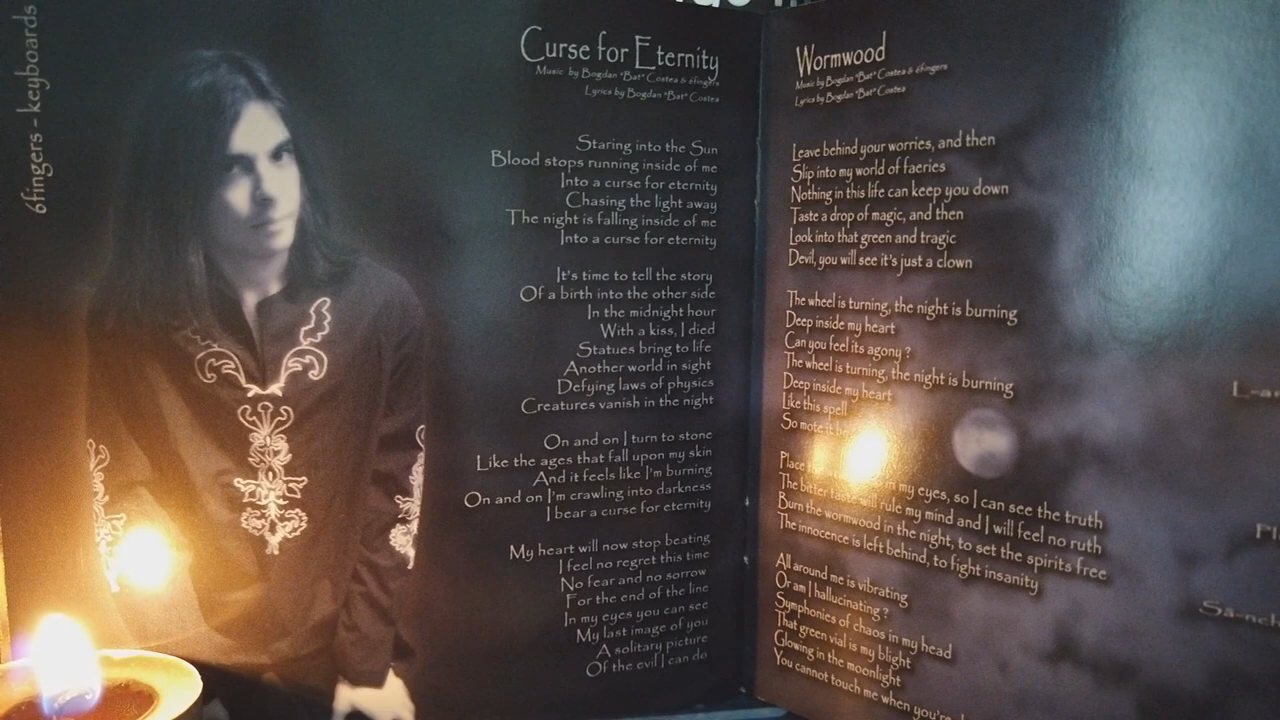 6fingers - keyboards
Curse for Eternity
Music by Bogdan "Bat" Costea & 6fingers
Lyrics by Bogdan "Bat" Costea
Staring into the Sun
Blood stops running inside of me
Into a curse for eternity
Chasing the light away
The night is falling inside of me
Into a curse for eternity
It's time to tell the story
Of a birth into the other side
In the midnight hour
With a kiss, I died
Statues bring to life
Another world in sight
Defying laws of physics
Creatures vanish in the night
On and on I turn to stone
Like the ages that fall upon my skin
And it feels like I'm burning
On and on I'm crawling into darkness
I bear a curse for eternity
My heart will now stop beating
I feel no regret this time
No fear and no sorrow
For the end of the line
In my eyes you can see
My last image of you
A solitary picture
Of the evil I can do
Wormwood
Music by Bogdan "Bat" Costea & 6fingers
Lyrics by Bogdan "Bat" Costea
Leave behind your worries, and then
Slip into my world of faeries
Nothing in this life can keep you down
Taste a drop of magic, and then
Look into that green and tragic
Devil, you will see it's just a clown
The wheel is turning, the night is burning
Deep inside my heart
Can you feel its agony ?
The wheel is turning, the night is burning
Deep inside my heart
Like this spell
So mote it
Place in my eyes, so I can see the truth
The bitter taste will rule my mind and I will feel no ruth
Burn the wormwood in the night, to set the spirits free
The innocence is left behind, to fight insanity
All around me is vibrating
Or am I hallucinating ?
Symphonies of chaos in my head
That green vial is my blight
Glowing in the moonlight
You cannot touch me when you're